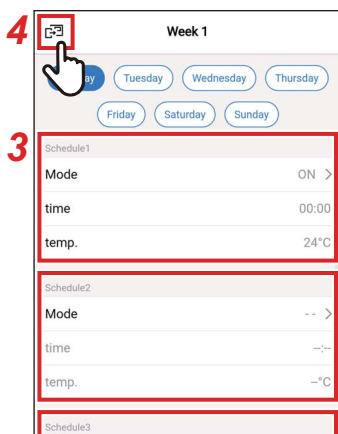 4
Week 1
Tuesday Wednesday Thursday
Friday Saturday Sunday
3
Schedule1
Mode ON >
time 00:00
temp. 24°C
Schedule2
Mode -- >
time --:--
temp. --°C
Schedule3